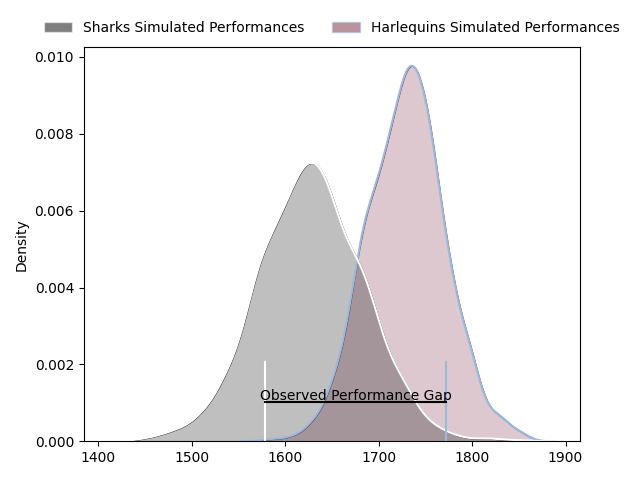 Sharks Simulated Performances Harlequins Simulated Performances
0.010
0.008
0.006
0.004
0.002
0.000
Density
Observed Performance Gap
1400 1500 1600 1700 1800 1900